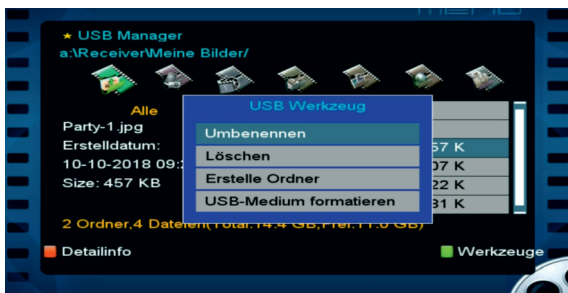 ★ USB Manager
a:\Receiver\Meine Bilder/
Alle
Party-1.jpg
Erstelldatum:
10-10-2018 09:
Size: 457 KB
USB Werkzeug
Umbenennen
Löschen
Erstelle Ordner
USB-Medium formatieren
57 K
07 K
22 K
31 K
2 Ordner,4 Dateien(Total:14.4 GB,Frei:11.0 GB)
Detailinfo
Werkzeuge